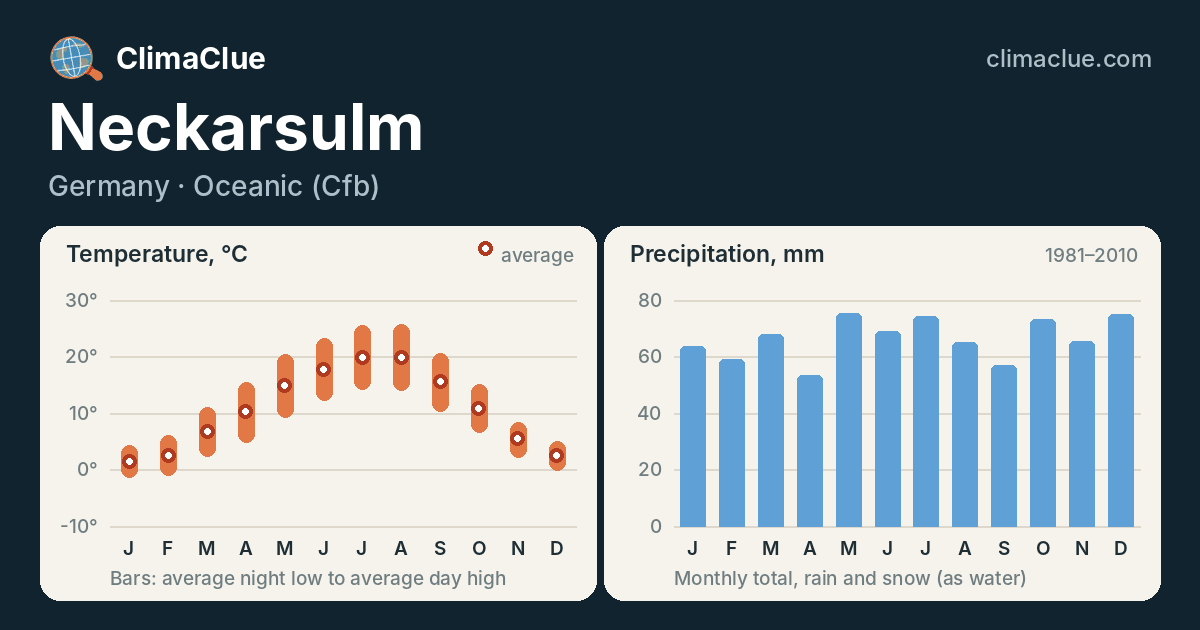 ClimaClue
climaclue.com
Neckarsulm
Germany · Oceanic (Cfb)
Temperature, °C
average
30°
20°
10°
0°
-10°
J F M A M J J A S O N D
Bars: average night low to average day high
Precipitation, mm
1981–2010
80
60
40
20
0
J F M A M J J A S O N D
Monthly total, rain and snow (as water)